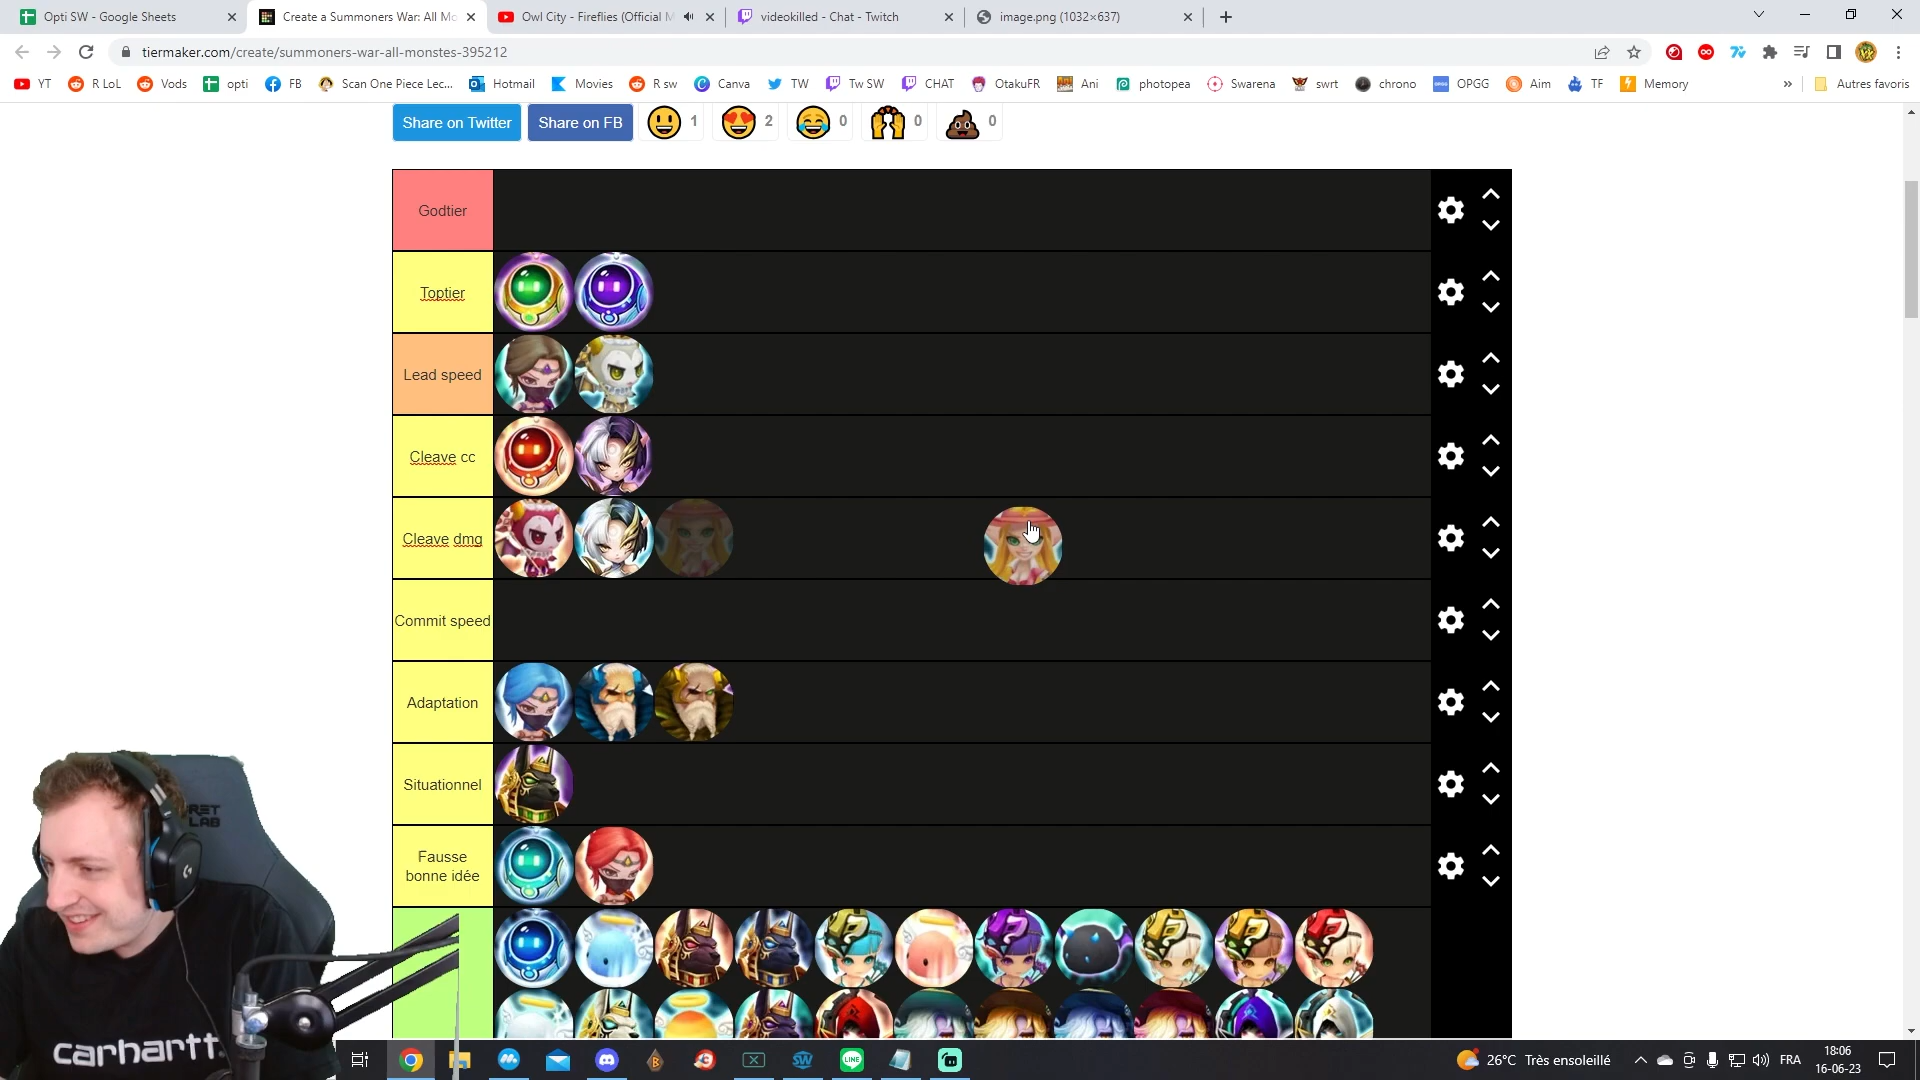 Opti SW - Google Sheets
Create a Summoners War: All Mo
Owl City - Fireflies (Official M
videokilled - Chat - Twitch
image.png (1032×637)
tiermaker.com/create/summoners-war-all-monstes-395212
YT
R LoL
Vods
opti
FB
Scan One Piece Lec...
Hotmail
Movies
R sw
Canva
TW
Tw SW
CHAT
OtakuFR
Ani
photopea
Swarena
swrt
chrono
OPGG
Aim
TF
Memory
»
Autres favoris
Share on Twitter
Share on FB
1
2
0
0
0
Godtier
Toptier
Lead speed
Cleave cc
Cleave dmg
Commit speed
Adaptation
Situationnel
Fausse
bonne idée
RET
LAB
carhartt
26°C Très ensoleillé
FRA
18:06
16-06-23